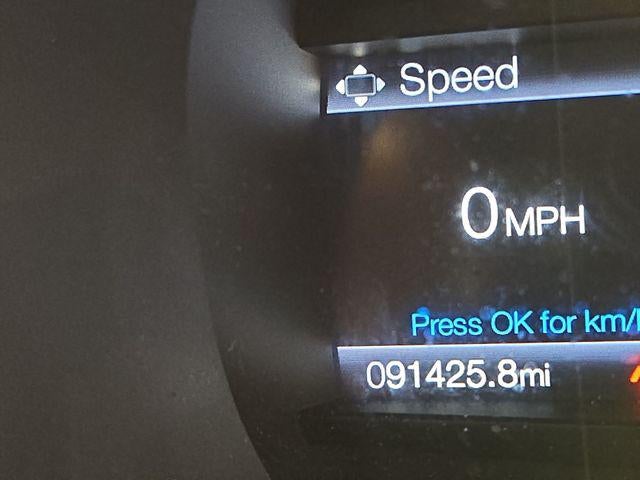 Speed
0 MPH
Press OK for km/
091425.8mi